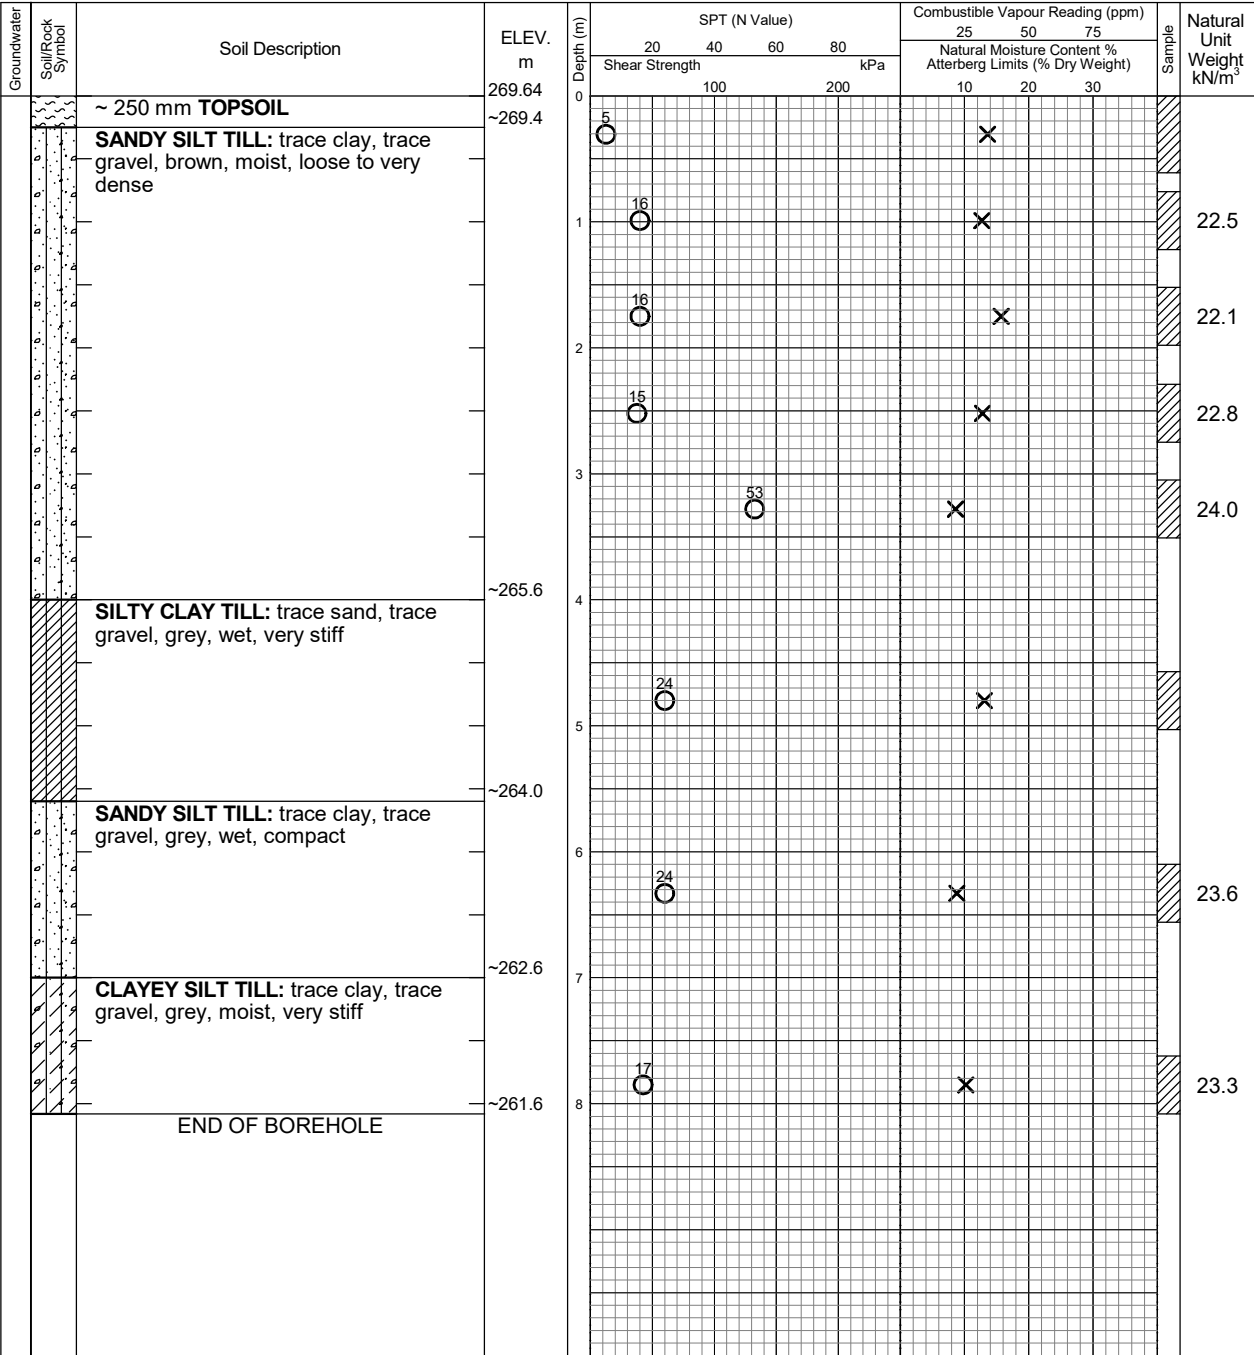 Groundwater
Soil/Rock
Symbol
Soil Description
ELEV.
m
269.64
Depth (m)
SPT (N Value)
20 40 60 80
Shear Strength kPa
100 200
Combustible Vapour Reading (ppm)
25 50 75
Natural Moisture Content %
Atterberg Limits (% Dry Weight)
10 20 30
Sample
Natural
Unit
Weight
kN/m3
0
~ 250 mm TOPSOIL
~269.4
5
SANDY SILT TILL: trace clay, trace
gravel, brown, moist, loose to very
dense
16
1
22.5
16
22.1
2
15
22.8
3
53
24.0
~265.6
4
SILTY CLAY TILL: trace sand, trace
gravel, grey, wet, very stiff
24
5
~264.0
SANDY SILT TILL: trace clay, trace
gravel, grey, wet, compact
6
24
23.6
~262.6
7
CLAYEY SILT TILL: trace clay, trace
gravel, grey, moist, very stiff
17
23.3
~261.6
8
END OF BOREHOLE